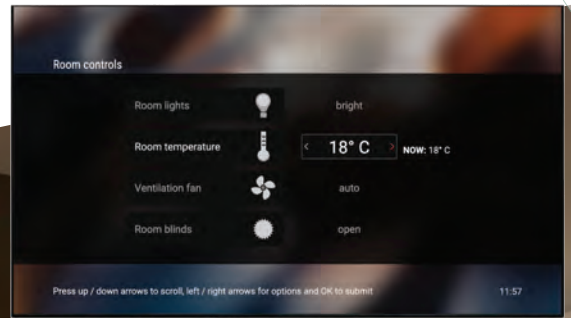 Room controls
Room lights bright
Room temperature < 18° C > NOW: 18° C
Ventilation fan auto
Room blinds open
Press up / down arrows to scroll, left / right arrows for options and OK to submit 11:57